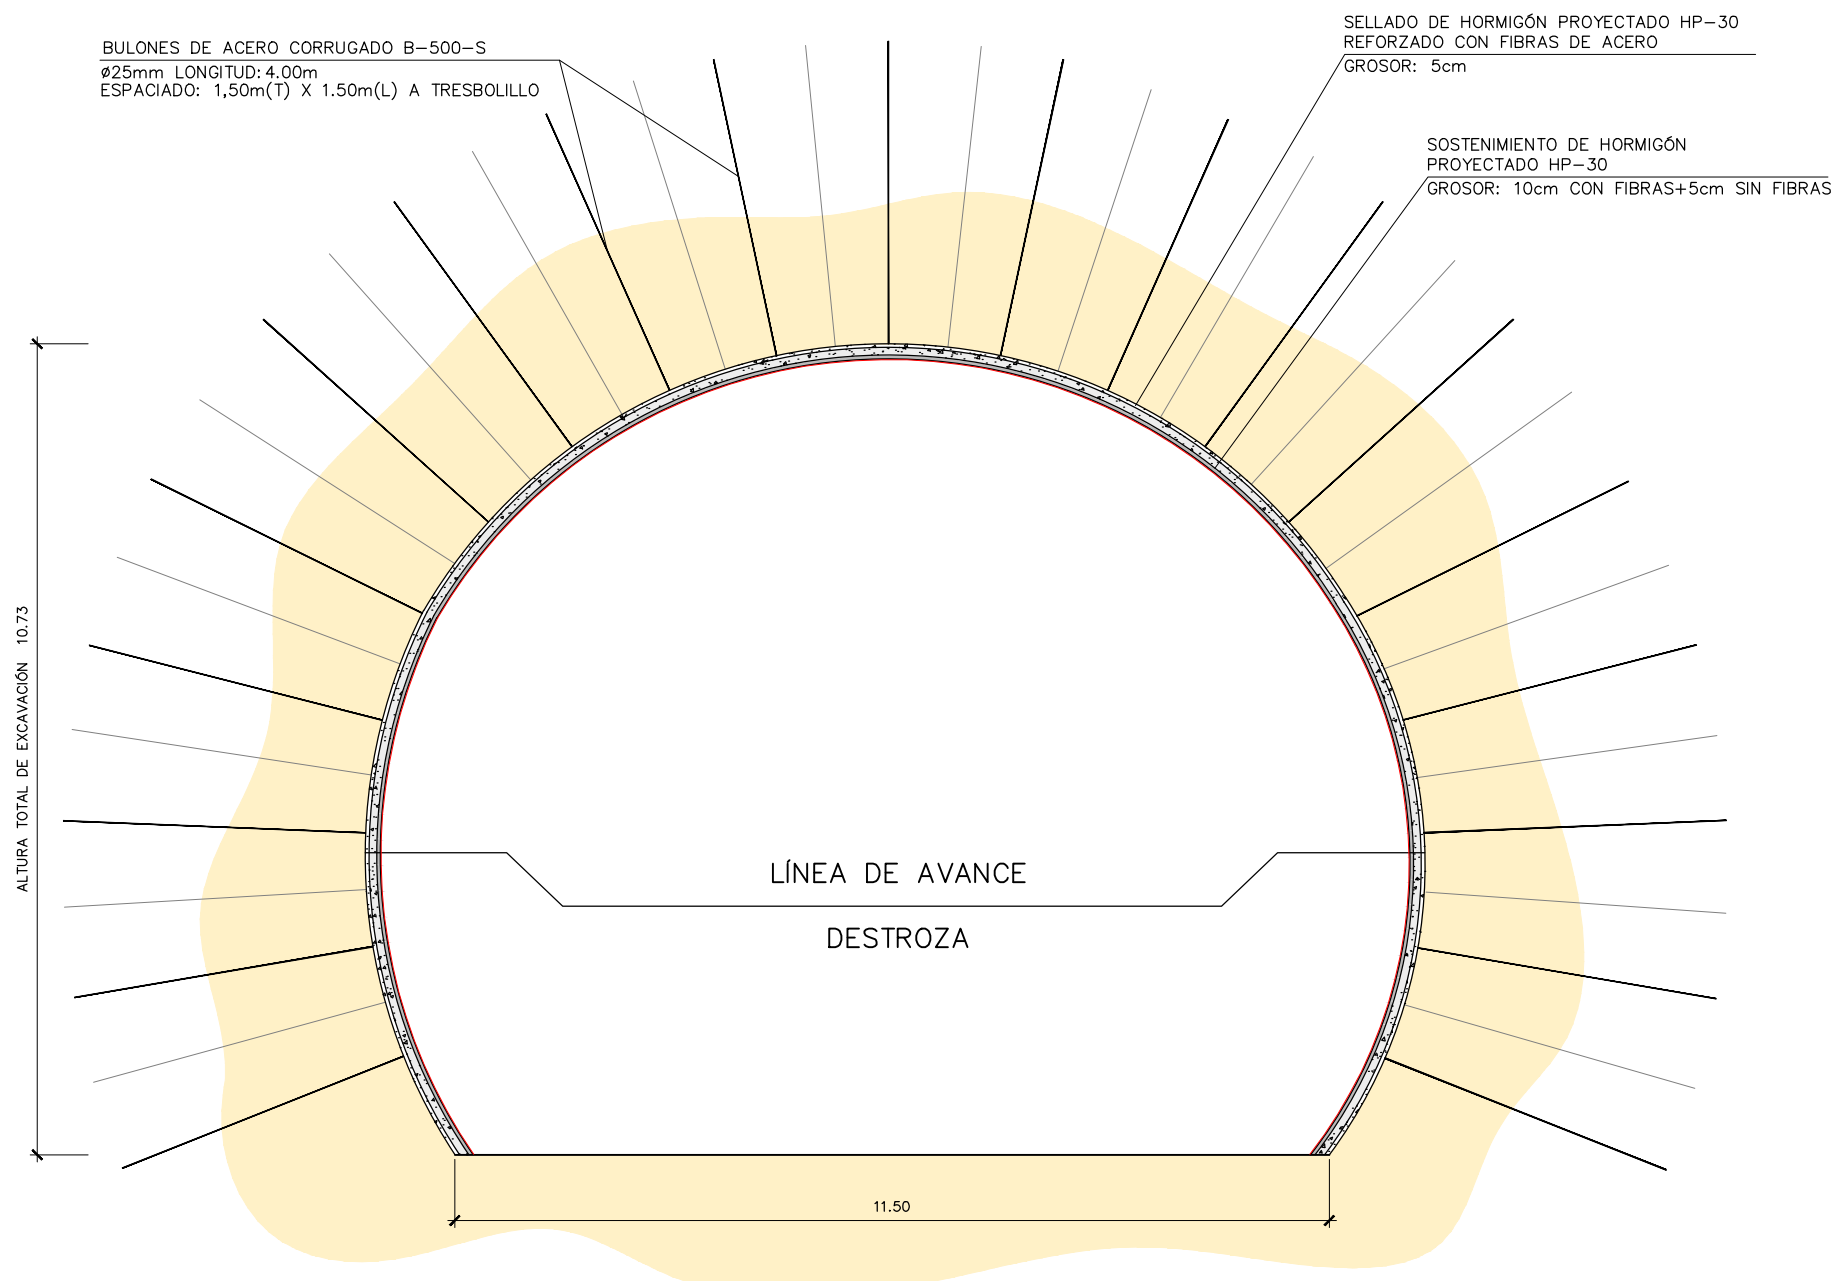 BULONES DE ACERO CORRUGADO B-500-S
ø25mm LONGITUD: 4.00m
ESPACIADO: 1,50m(T) X 1.50m(L) A TRESBOLILLO
SELLADO DE HORMIGÓN PROYECTADO HP-30
REFORZADO CON FIBRAS DE ACERO
GROSOR: 5cm
SOSTENIMIENTO DE HORMIGÓN
PROYECTADO HP-30
GROSOR: 10cm CON FIBRAS+5cm SIN FIBRAS
ALTURA TOTAL DE EXCAVACIÓN 10.73
LÍNEA DE AVANCE
DESTROZA
11.50